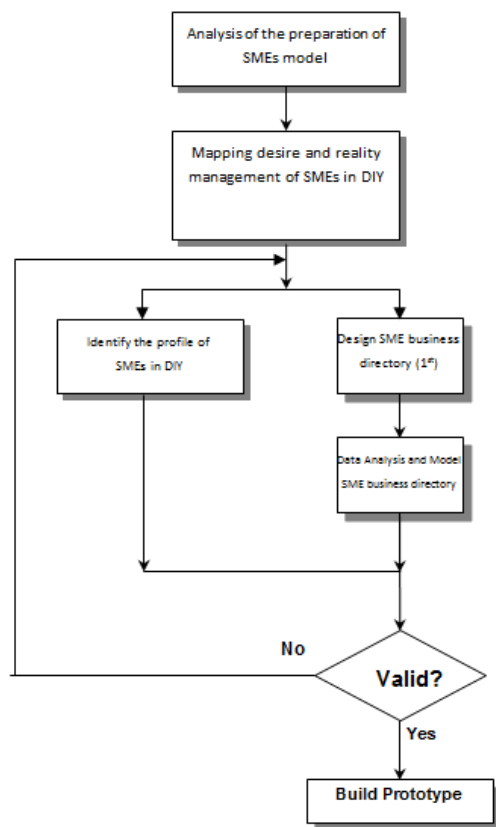 Analysis of the preparation of
SMEs model
Mapping desire and reality
management of SMEs in DIY
Identify the profile of
SMEs in DIY
Design SME business
directory (1st)
Data Analysis and Model
SME business directory
No
Valid?
Yes
Build Prototype